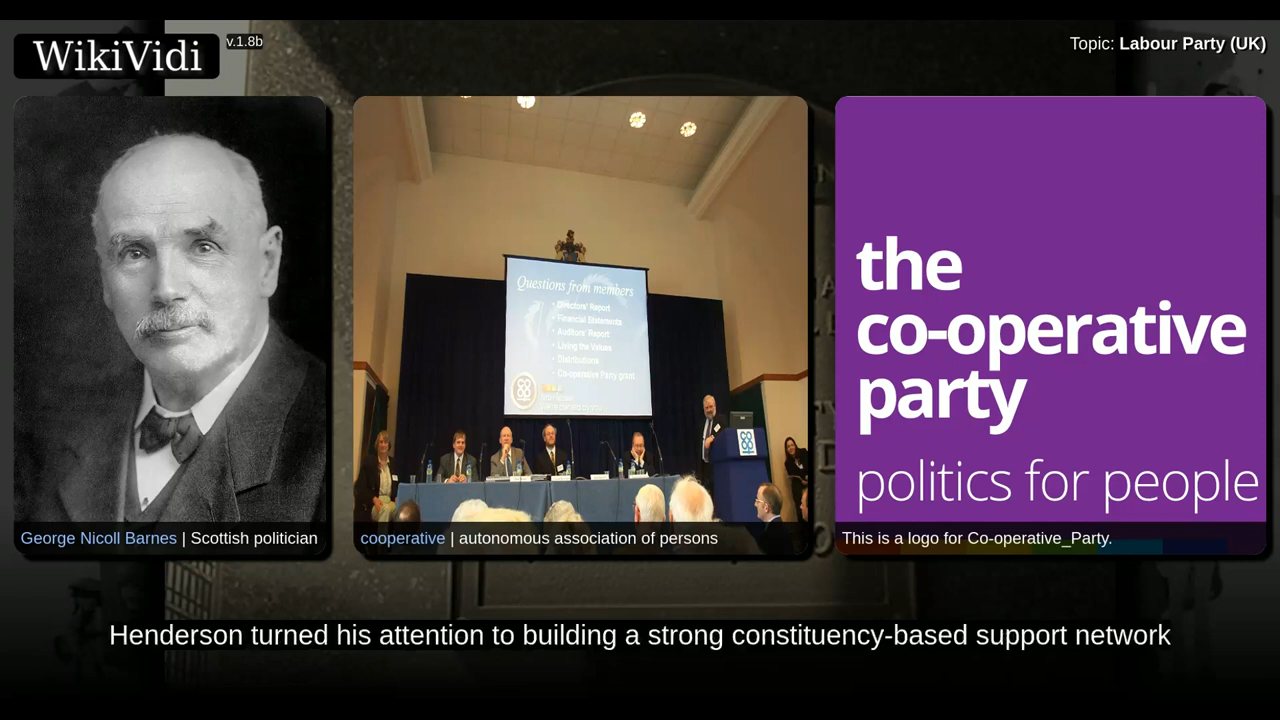 WikiVidi
v.1.8b
Topic: Labour Party (UK)
Questions from members
• Directors' Report
• Financial Statements
• Auditors' Report
• Living the Values
• Distributions
• Co-operative Party grant
the
co-operative
party
politics for people
George Nicoll Barnes | Scottish politician
cooperative | autonomous association of persons
This is a logo for Co-operative_Party.
Henderson turned his attention to building a strong constituency-based support network